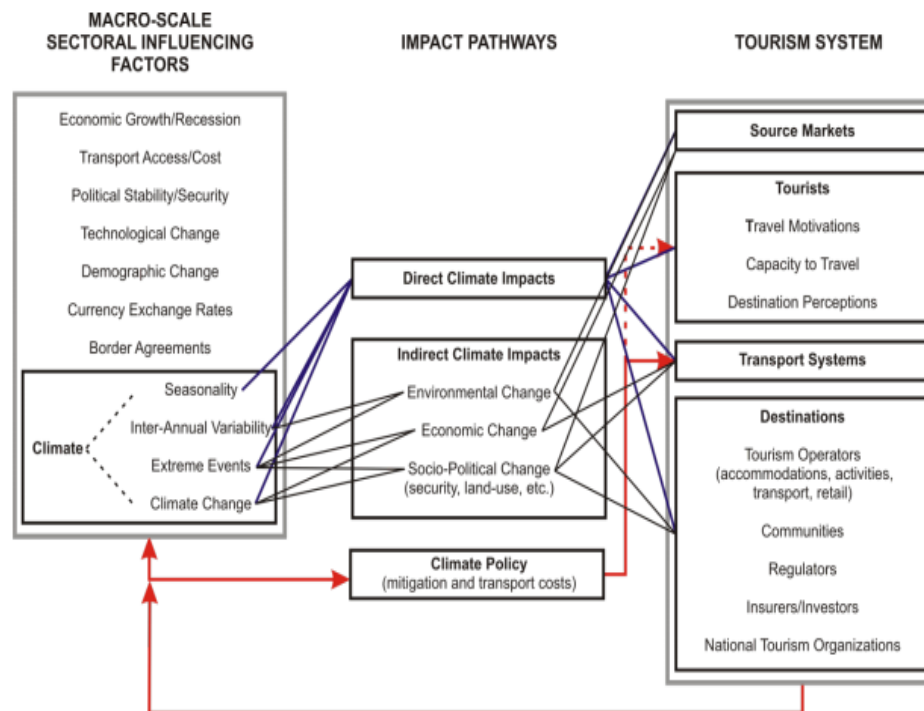 MACRO-SCALE
SECTORAL INFLUENCING
FACTORS
IMPACT PATHWAYS
TOURISM SYSTEM
Economic Growth/Recession
Transport Access/Cost
Political Stability/Security
Technological Change
Demographic Change
Currency Exchange Rates
Border Agreements
Climate
Seasonality
Inter-Annual Variability
Extreme Events
Climate Change
Direct Climate Impacts
Indirect Climate Impacts
Environmental Change
Economic Change
Socio-Political Change
(security, land-use, etc.)
Climate Policy
(mitigation and transport costs)
Source Markets
Tourists
Travel Motivations
Capacity to Travel
Destination Perceptions
Transport Systems
Destinations
Tourism Operators
(accommodations, activities,
transport, retail)
Communities
Regulators
Insurers/Investors
National Tourism Organizations